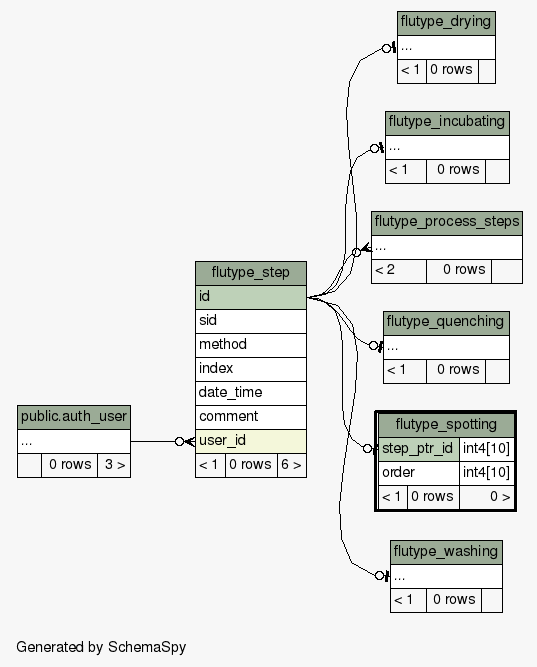 flutype_drying
...
< 1 0 rows
flutype_incubating
...
< 1 0 rows
flutype_process_steps
...
< 2 0 rows
flutype_step
id
sid
method
index
date_time
comment
user_id
< 1 0 rows 6 >
flutype_quenching
...
< 1 0 rows
public.auth_user
...
0 rows 3 >
flutype_spotting
step_ptr_id int4[10]
order int4[10]
< 1 0 rows 0 >
flutype_washing
...
< 1 0 rows
Generated by SchemaSpy